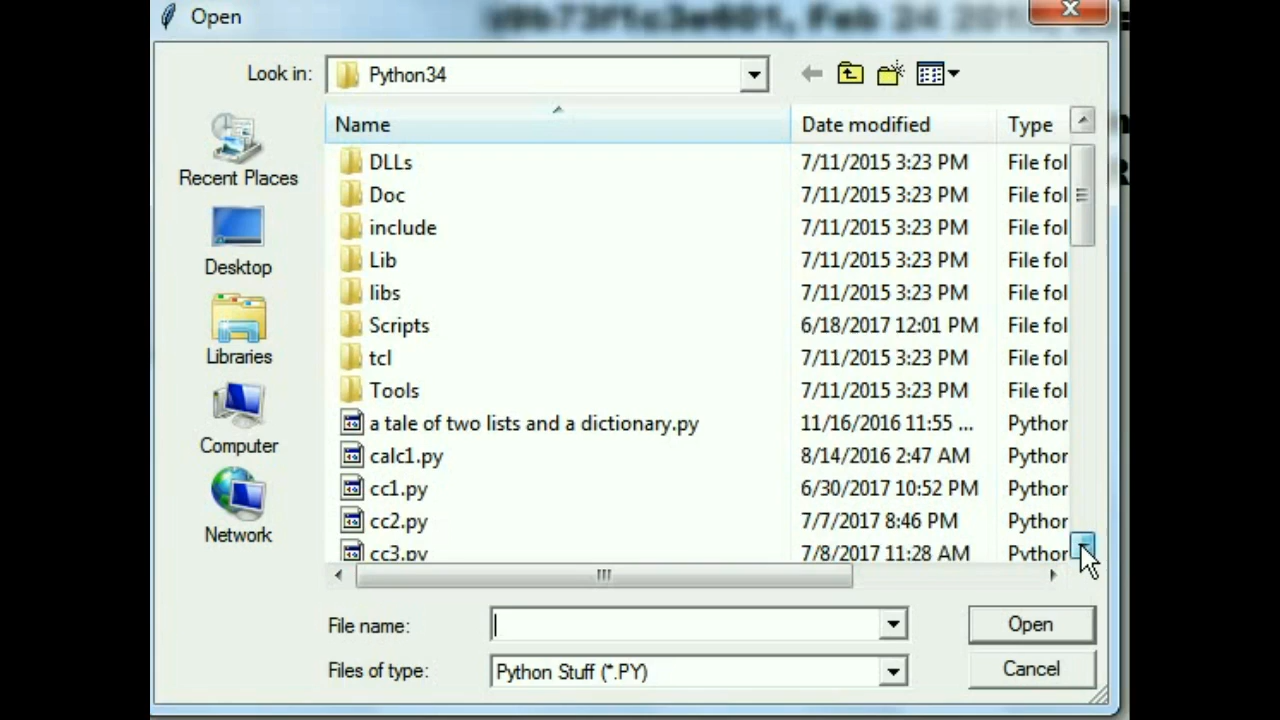 Open
Look in: Python34
Name Date modified Type
Recent Places
Desktop
Libraries
Computer
Network
DLLs 7/11/2015 3:23 PM File fol
Doc 7/11/2015 3:23 PM File fol
include 7/11/2015 3:23 PM File fol
Lib 7/11/2015 3:23 PM File fol
libs 7/11/2015 3:23 PM File fol
Scripts 6/18/2017 12:01 PM File fol
tcl 7/11/2015 3:23 PM File fol
Tools 7/11/2015 3:23 PM File fol
a tale of two lists and a dictionary.py 11/16/2016 11:55 ... Python
calc1.py 8/14/2016 2:47 AM Python
cc1.py 6/30/2017 10:52 PM Python
cc2.py 7/7/2017 8:46 PM Python
cc3.py 7/8/2017 11:28 AM Python
File name: Open
Files of type: Python Stuff (*.PY) Cancel